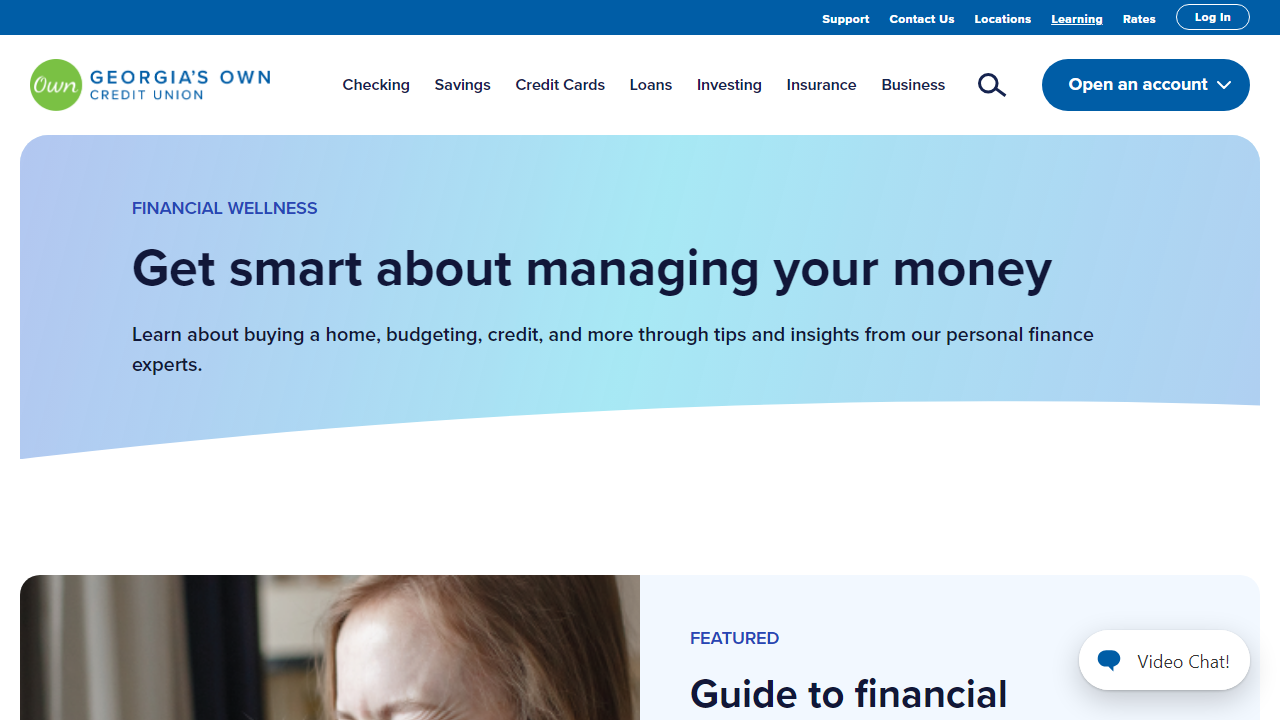 Support Contact Us Locations Learning Rates Log In
Own GEORGIA'S OWN
CREDIT UNION
Checking Savings Credit Cards Loans Investing Insurance Business Open an account
FINANCIAL WELLNESS
Get smart about managing your money
Learn about buying a home, budgeting, credit, and more through tips and insights from our personal finance
experts.
FEATURED
Video Chat!
Guide to financial